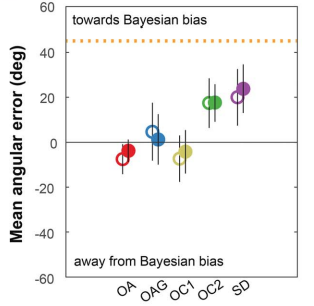 60
towards Bayesian bias
40
20
0
-20
-40
-60
Mean angular error (deg)
away from Bayesian bias
OA
OAG
OC1
OC2
SD